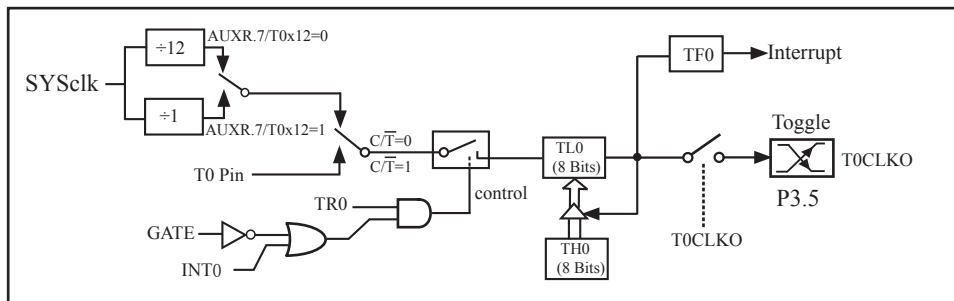 ÷12
AUXR.7/T0x12=0
SYSclk
÷1
AUXR.7/T0x12=1
C/T̅=0
C/T̅=1
T0 Pin
control
TR0
GATE
INT0
TL0
(8 Bits)
TH0
(8 Bits)
TF0
Interrupt
Toggle
T0CLKO
P3.5
T0CLKO